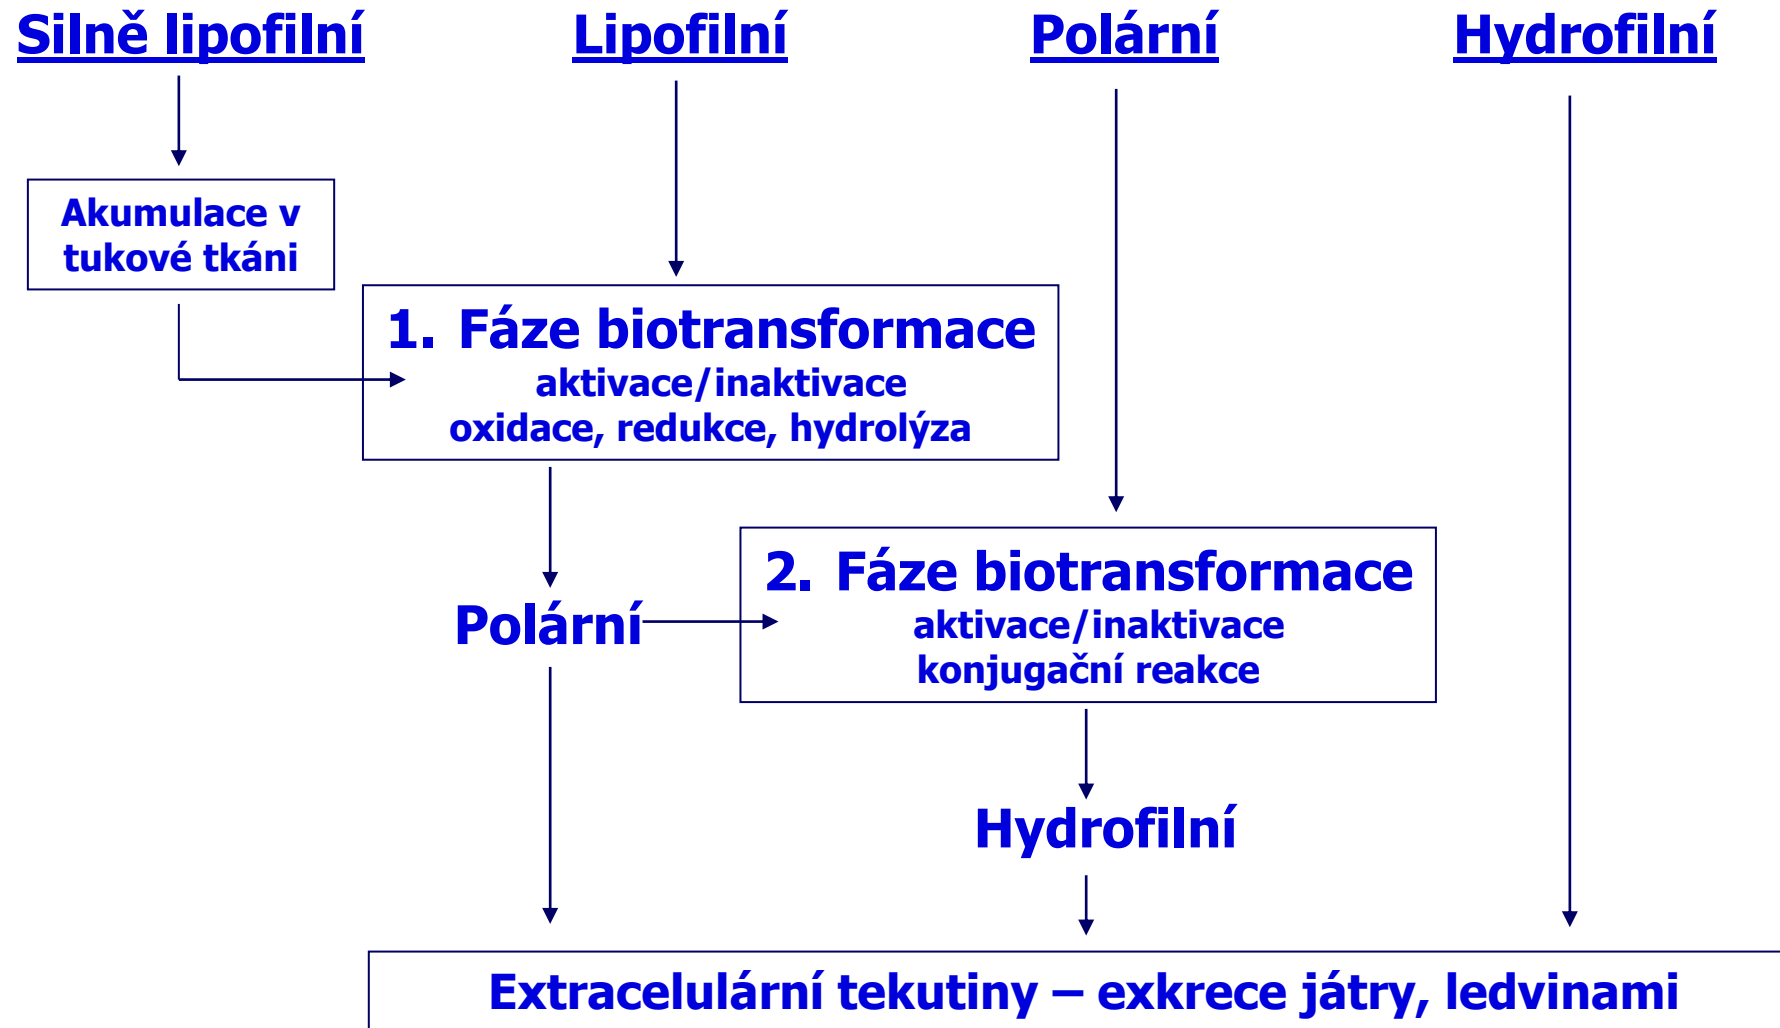 Silně lipofilní
Lipofilní
Polární
Hydrofilní
Akumulace v
tukové tkáni
1. Fáze biotransformace
aktivace/inaktivace
oxidace, redukce, hydrolýza
2. Fáze biotransformace
aktivace/inaktivace
konjugační reakce
Polární
Hydrofilní
Extracelulární tekutiny – exkrece játry, ledvinami